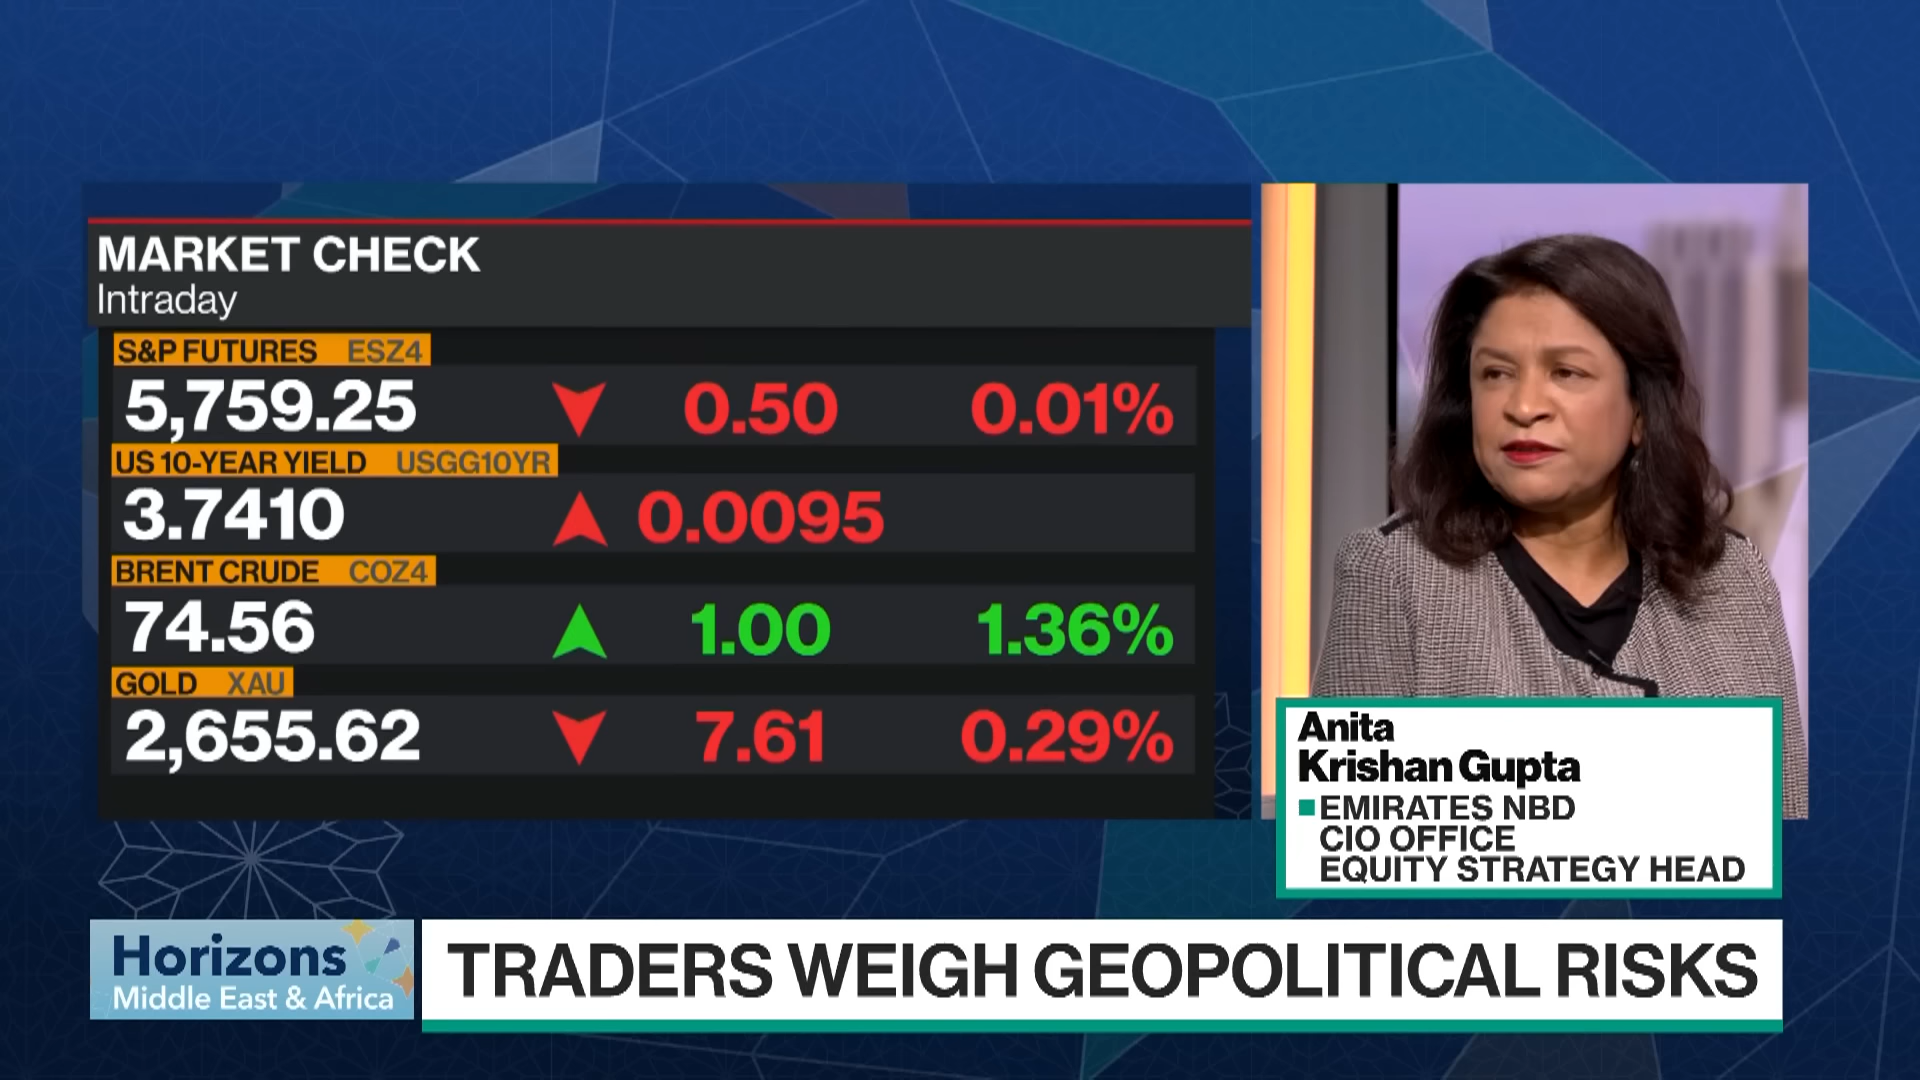 MARKET CHECK
Intraday
S&P FUTURES ESZ4
5,759.25 0.50 0.01%
US 10-YEAR YIELD USGG10YR
3.7410 0.0095
BRENT CRUDE COZ4
74.56 1.00 1.36%
GOLD XAU
2,655.62 7.61 0.29%
Anita
Krishan Gupta
EMIRATES NBD
CIO OFFICE
EQUITY STRATEGY HEAD
Horizons
Middle East & Africa
TRADERS WEIGH GEOPOLITICAL RISKS